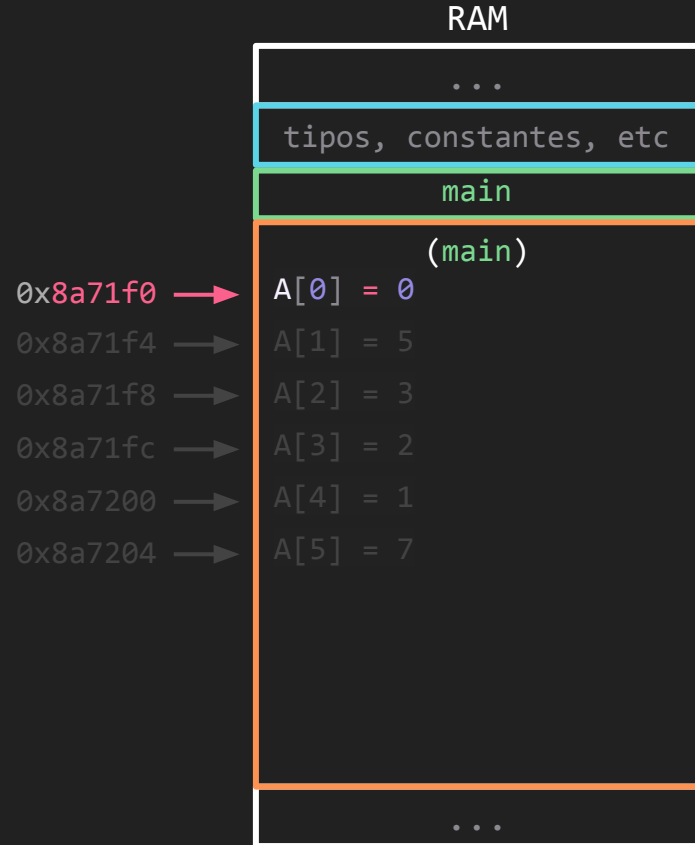 RAM
...
tipos, constantes, etc
main
(main)
0x8a71f0 A[0] = 0
0x8a71f4 A[1] = 5
0x8a71f8 A[2] = 3
0x8a71fc A[3] = 2
0x8a7200 A[4] = 1
0x8a7204 A[5] = 7
...